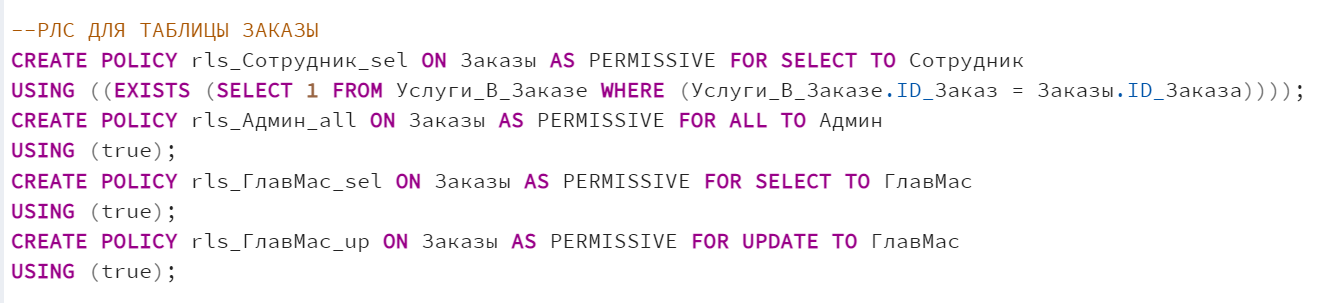 --РЛС ДЛЯ ТАБЛИЦЫ ЗАКАЗЫ
CREATE POLICY rls_Сотрудник_sel ON Заказы AS PERMISSIVE FOR SELECT TO Сотрудник
USING ((EXISTS (SELECT 1 FROM Услуги_В_Заказе WHERE (Услуги_В_Заказе.ID_Заказ = Заказы.ID_Заказа))));
CREATE POLICY rls_Админ_all ON Заказы AS PERMISSIVE FOR ALL TO Админ
USING (true);
CREATE POLICY rls_ГлавМас_sel ON Заказы AS PERMISSIVE FOR SELECT TO ГлавМас
USING (true);
CREATE POLICY rls_ГлавМас_up ON Заказы AS PERMISSIVE FOR UPDATE TO ГлавМас
USING (true);